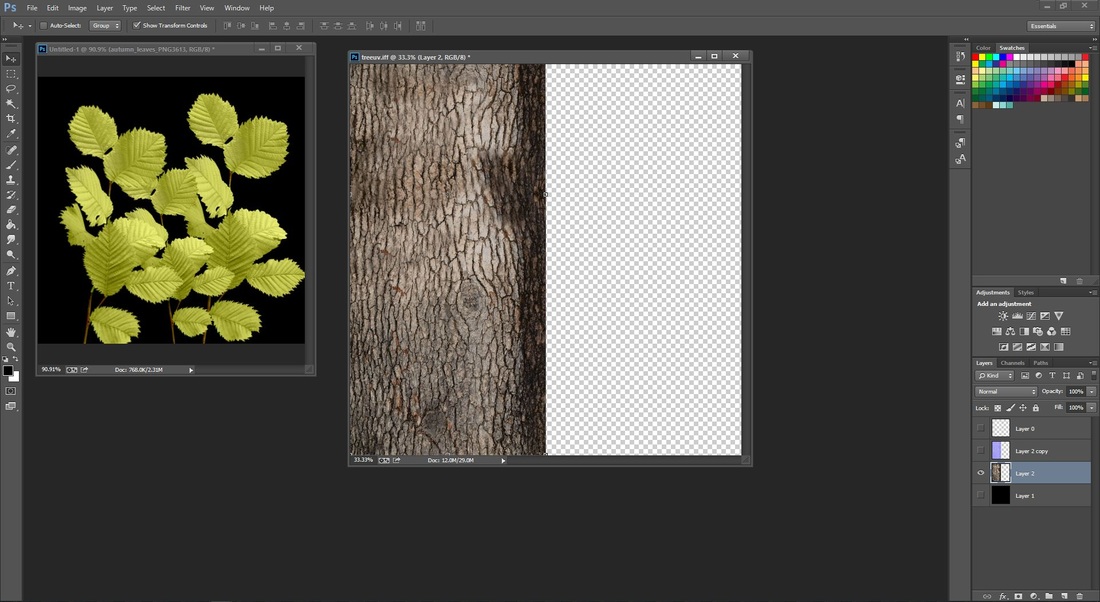 Ps File Edit Image Layer Type Select Filter View Window Help
Auto-Select: Group Show Transform Controls Essentials
Untitled-1 @ 90.9% (autumn_leaves_PNG3613, RGB/8) *
treeuv.iff @ 33.3% (Layer 2, RGB/8) *
90.91% Doc: 768.0K/2.31M
33.33% Doc: 12.0M/29.0M
Color Swatches
Adjustments Styles
Add an adjustment
Layers Channels Paths
Kind
Normal Opacity: 100%
Lock: Fill: 100%
Layer 0
Layer 2 copy
Layer 2
Layer 1
fx